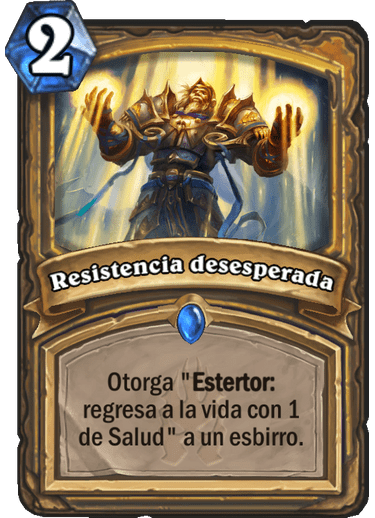 2
Resistencia desesperada
Otorga "Estertor:
regresa a la vida con 1
de Salud" a un esbirro.